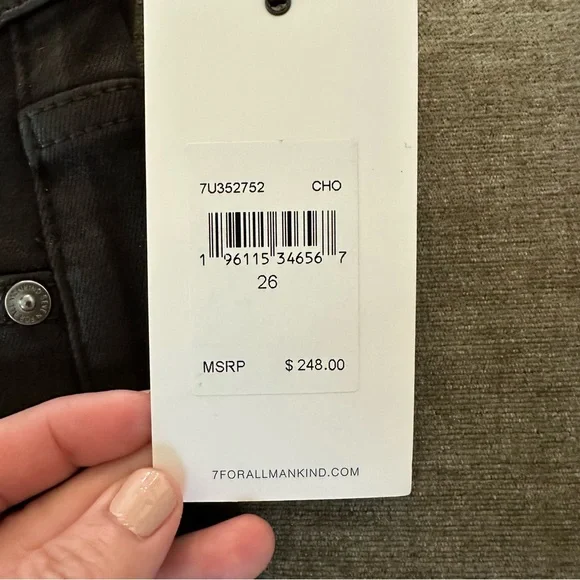 7U352752 CHO
1 96115 34656 7
26
MSRP $ 248.00
7FORALLMANKIND.COM